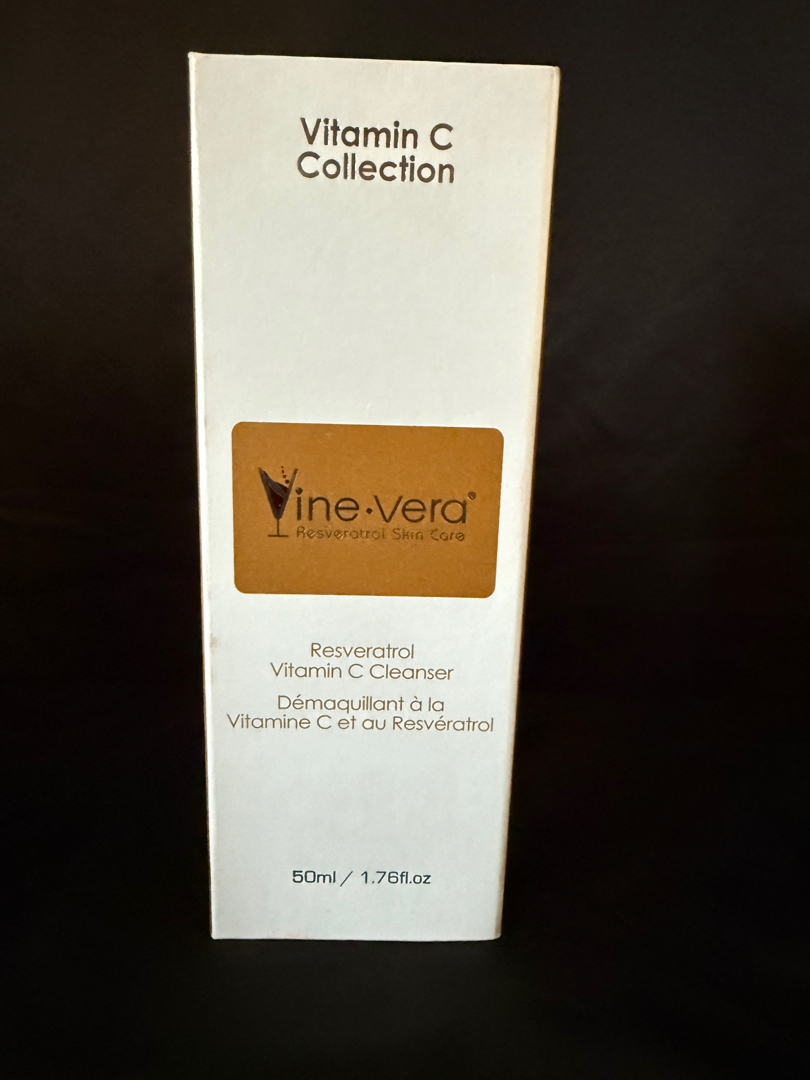 Vitamin C
Collection
Vine·vera®
Resveratrol Skin Care
Resveratrol
Vitamin C Cleanser
Démaquillant à la
Vitamine C et au Resvératrol
50ml / 1.76fl.oz